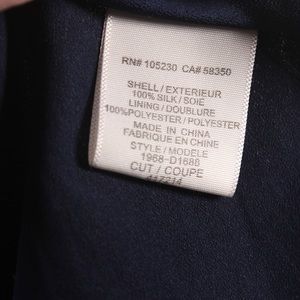 RN# 105230 CA# 58350
SHELL / EXTERIEUR
100% SILK / SOIE
LINING / DOUBLURE
100%POLYESTER / POLYESTER
MADE IN CHINA
FABRIQUE EN CHINE
STYLE / MODELE
1968-D1688
CUT / COUPE